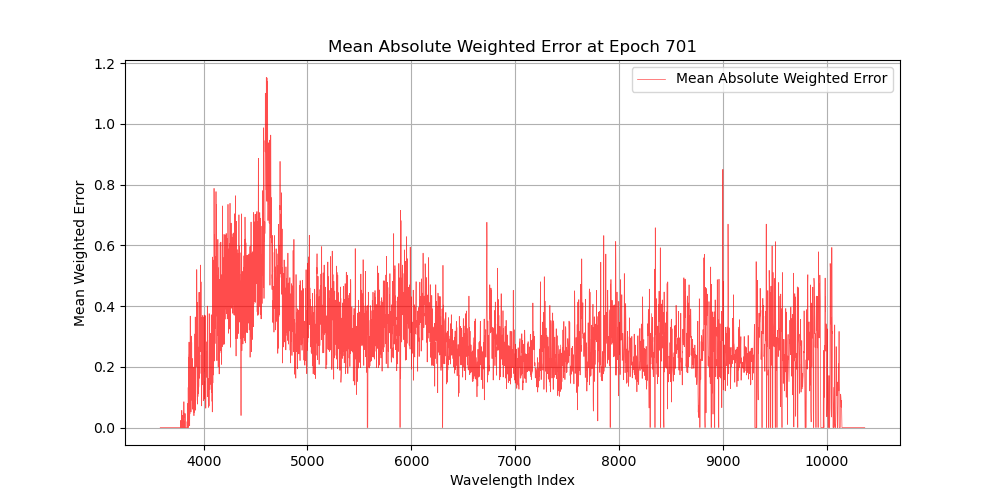 Mean Absolute Weighted Error at Epoch 701
Mean Absolute Weighted Error
1.2
1.0
0.8
0.6
0.4
0.2
0.0
Mean Weighted Error
4000 5000 6000 7000 8000 9000 10000
Wavelength Index